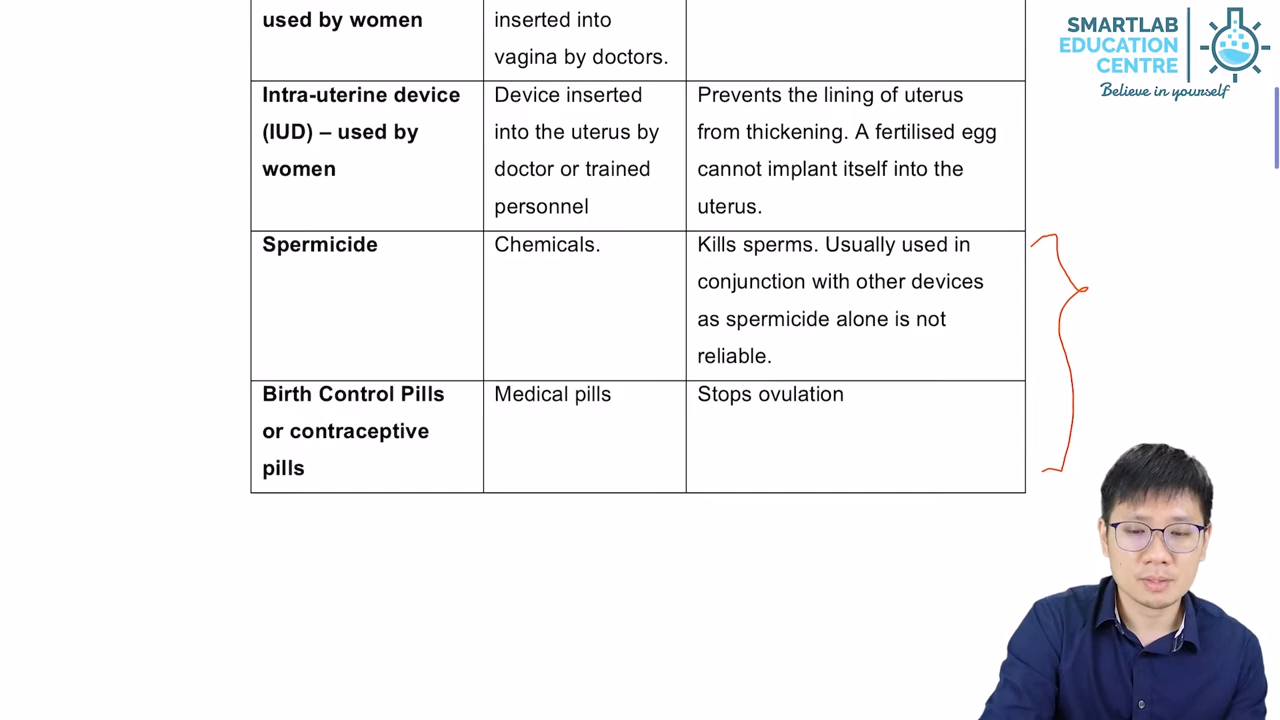 used by women
inserted into
vagina by doctors.
Intra-uterine device
(IUD) – used by
women
Device inserted
into the uterus by
doctor or trained
personnel
Prevents the lining of uterus
from thickening. A fertilised egg
cannot implant itself into the
uterus.
Spermicide
Chemicals.
Kills sperms. Usually used in
conjunction with other devices
as spermicide alone is not
reliable.
Birth Control Pills
or contraceptive
pills
Medical pills
Stops ovulation
SMARTLAB
EDUCATION
CENTRE
Believe in yourself